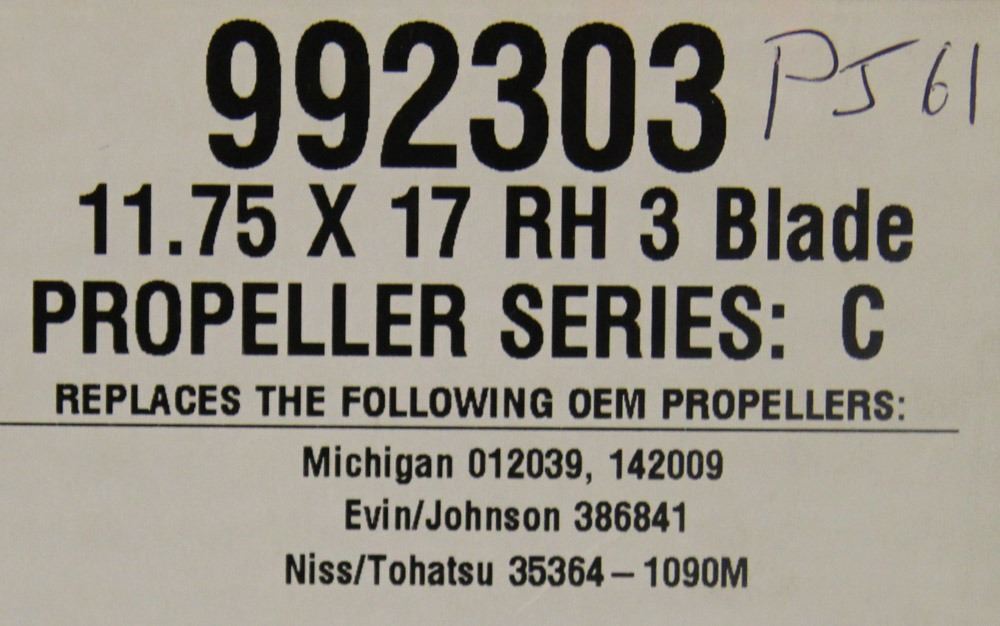 992303 PJ 61
11.75 X 17 RH 3 Blade
PROPELLER SERIES: C
REPLACES THE FOLLOWING OEM PROPELLERS:
Michigan 012039, 142009
Evin/Johnson 386841
Niss/Tohatsu 35364–1090M